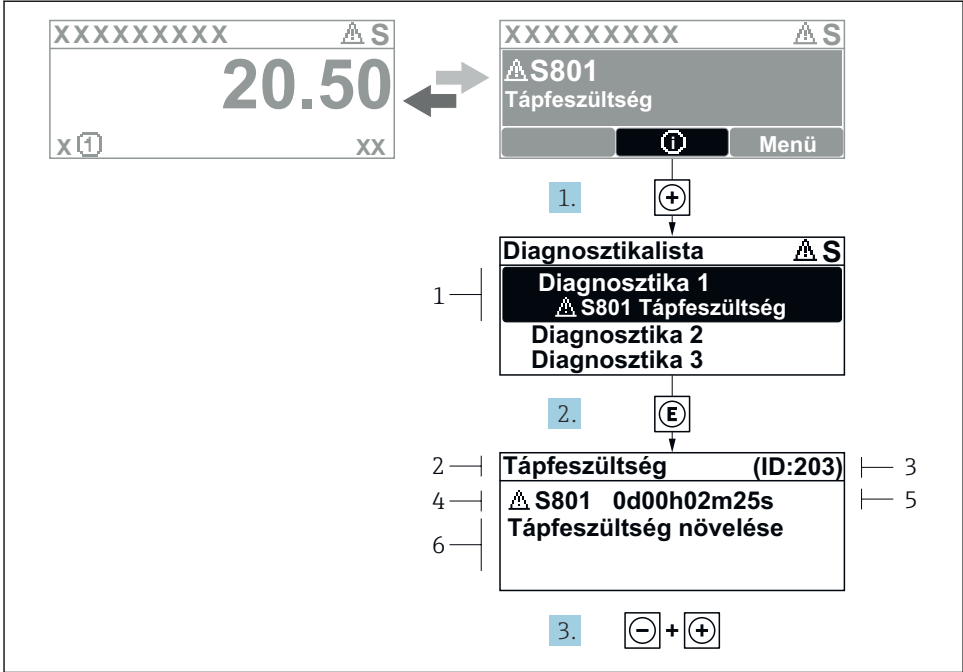 XXXXXXXXX ⚠ S
20.50
X ① XX
XXXXXXXXX ⚠ S
⚠S801
Tápfeszültség
ⓘ Menü
1. +
Diagnosztikalista ⚠ S
1 Diagnosztika 1
⚠ S801 Tápfeszültség
Diagnosztika 2
Diagnosztika 3
2. E
2 Tápfeszültség (ID:203) 3
4 ⚠ S801 0d00h02m25s 5
6 Tápfeszültség növelése
3. - + +